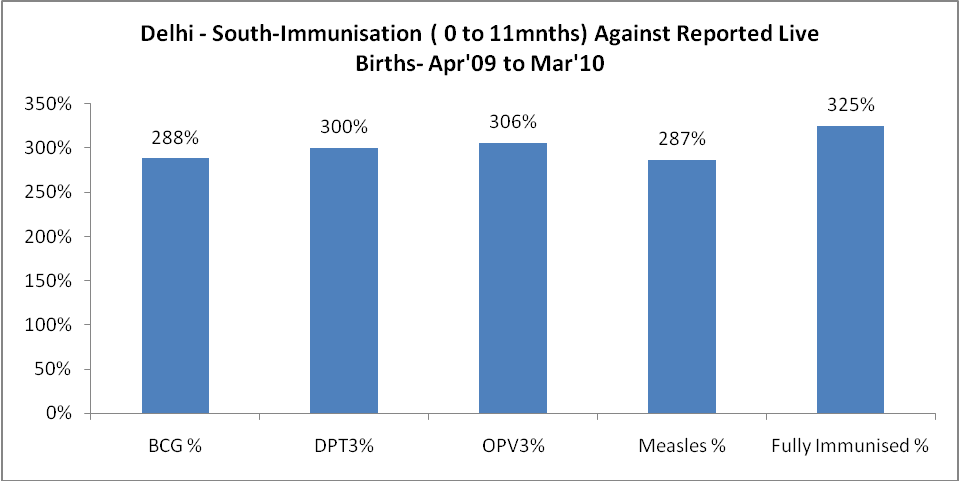 Delhi - South-Immunisation ( 0 to 11mnths) Against Reported Live
Births- Apr'09 to Mar'10
350%
300%
250%
200%
150%
100%
50%
0%
288%
300%
306%
287%
325%
BCG %
DPT3%
OPV3%
Measles %
Fully Immunised %